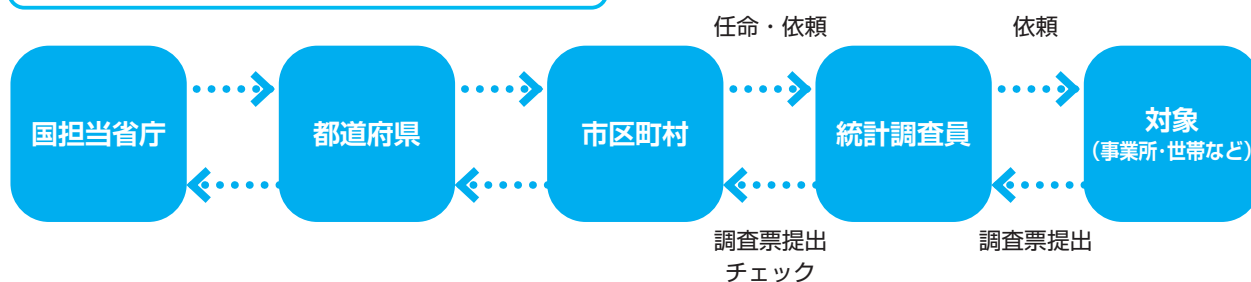 任命・依頼
依頼
国担当省庁
都道府県
市区町村
統計調査員
対象
（事業所・世帯など）
調査票提出
チェック
調査票提出